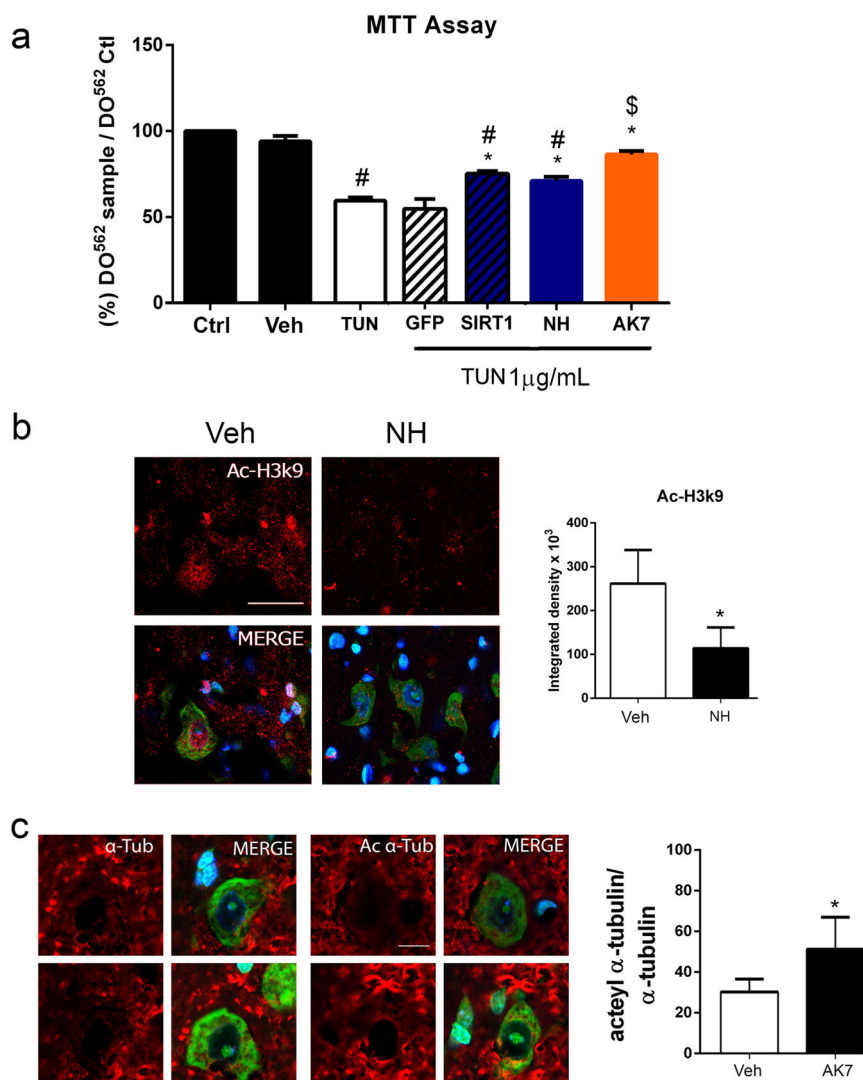 a
MTT Assay
(%) DO562 sample / DO562 Ctl
150
100
50
0
#
#
*
#
*
$
*
Ctrl Veh TUN GFP SIRT1 NH AK7
TUN 1μg/mL
b
Veh NH
Ac-H3k9
MERGE
Ac-H3k9
Integrated density x 10³
400
300
200
100
0
*
Veh NH
c
α-Tub MERGE Ac α-Tub MERGE
acteyl α-tubulin/
α-tubulin
100
80
60
40
20
0
*
Veh AK7